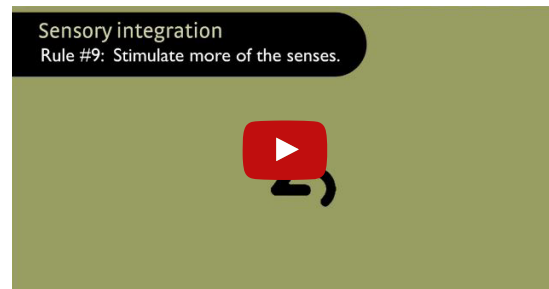 Sensory integration
Rule #9: Stimulate more of the senses.